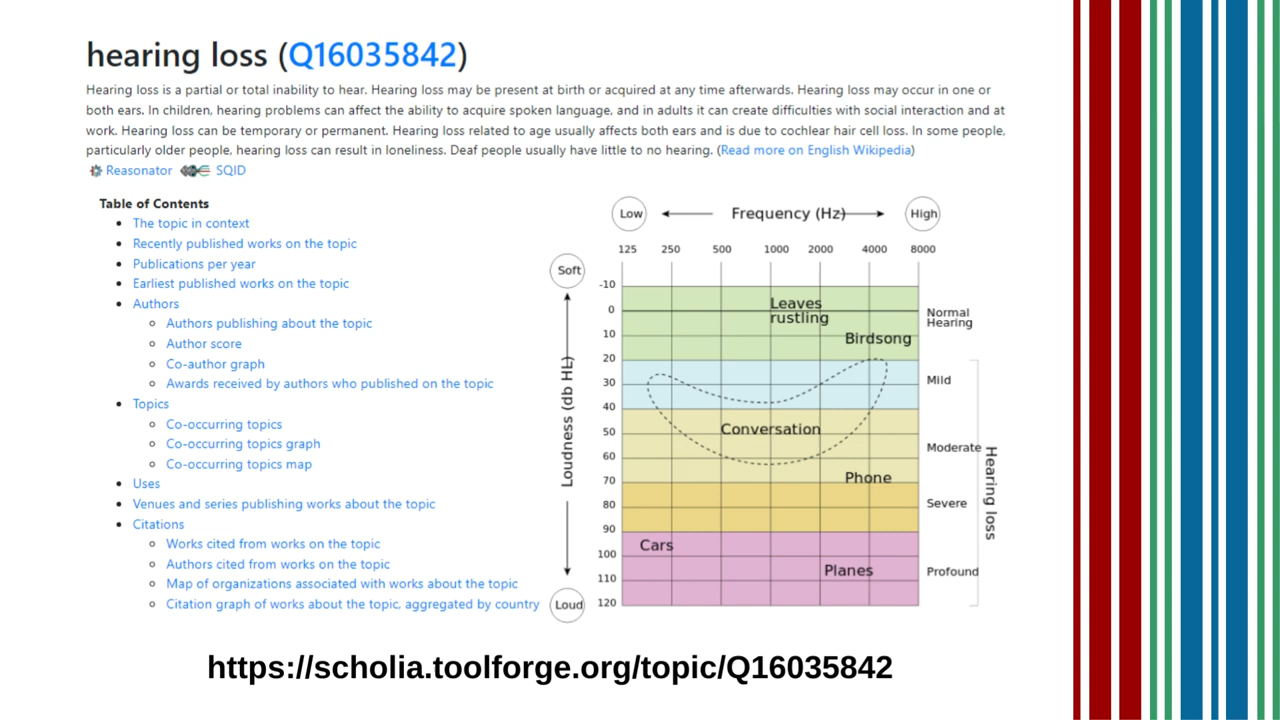 hearing loss (Q16035842)
Hearing loss is a partial or total inability to hear. Hearing loss may be present at birth or acquired at any time afterwards. Hearing loss may occur in one or
both ears. In children, hearing problems can affect the ability to acquire spoken language, and in adults it can create difficulties with social interaction and at
work. Hearing loss can be temporary or permanent. Hearing loss related to age usually affects both ears and is due to cochlear hair cell loss. In some people,
particularly older people, hearing loss can result in loneliness. Deaf people usually have little to no hearing. (Read more on English Wikipedia)
Reasonator SQID
Table of Contents
The topic in context
Recently published works on the topic
Publications per year
Earliest published works on the topic
Authors
Authors publishing about the topic
Author score
Co-author graph
Awards received by authors who published on the topic
Topics
Co-occurring topics
Co-occurring topics graph
Co-occurring topics map
Uses
Venues and series publishing works about the topic
Citations
Works cited from works on the topic
Authors cited from works on the topic
Map of organizations associated with works about the topic
Citation graph of works about the topic, aggregated by country
Low Frequency (Hz) High
125 250 500 1000 2000 4000 8000
Soft
Loudness (db HL)
Loud
-10
0
10
20
30
40
50
60
70
80
90
100
110
120
Leaves
rustling
Birdsong
Conversation
Phone
Cars
Planes
Normal
Hearing
Mild
Moderate
Severe
Profound
Hearing loss
https://scholia.toolforge.org/topic/Q16035842